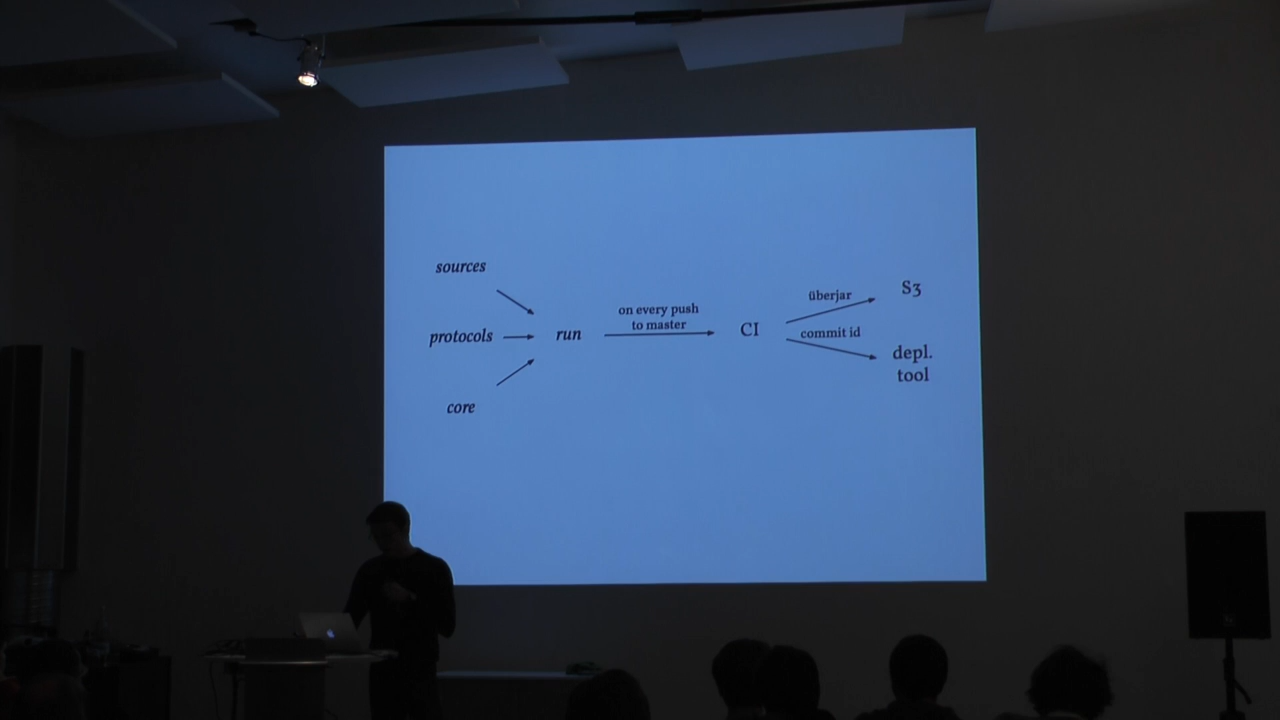 sources
protocols
core
run
on every push
to master
CI
überjar
commit id
S3
depl.
tool